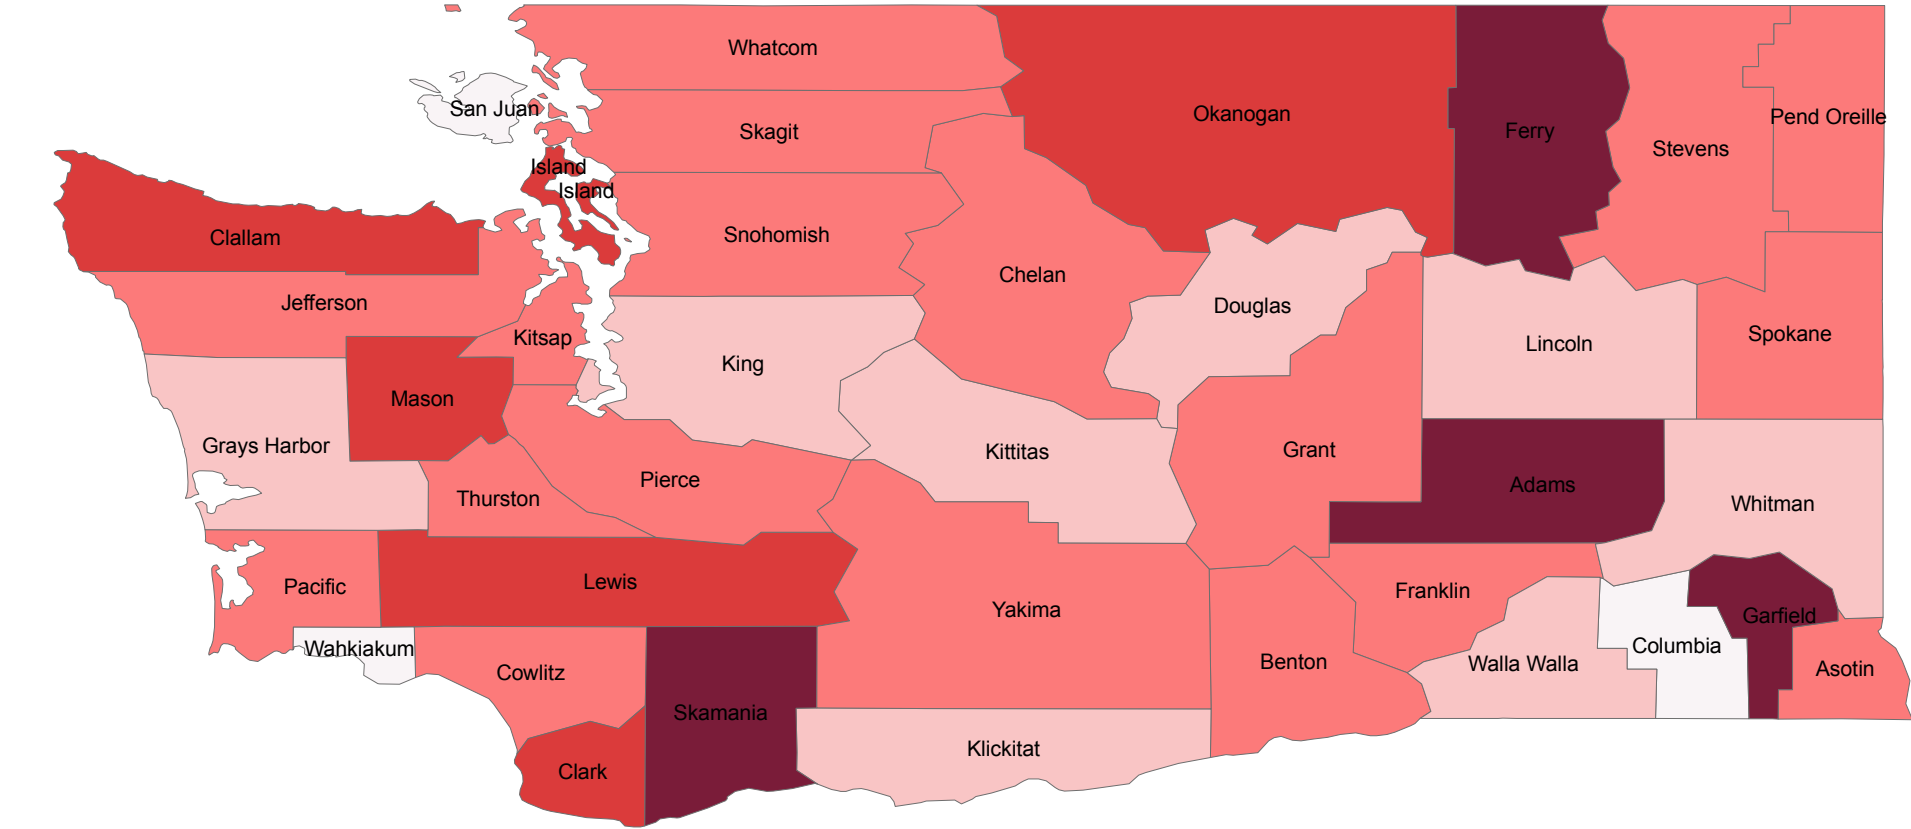 Whatcom
San Juan
Skagit
Okanogan
Ferry
Stevens
Pend Oreille
Island
Island
Clallam
Snohomish
Chelan
Jefferson
Kitsap
King
Douglas
Lincoln
Spokane
Mason
Grays Harbor
Kittitas
Grant
Thurston
Pierce
Adams
Whitman
Pacific
Lewis
Yakima
Franklin
Garfield
Wahkiakum
Cowlitz
Benton
Walla Walla
Columbia
Asotin
Skamania
Klickitat
Clark